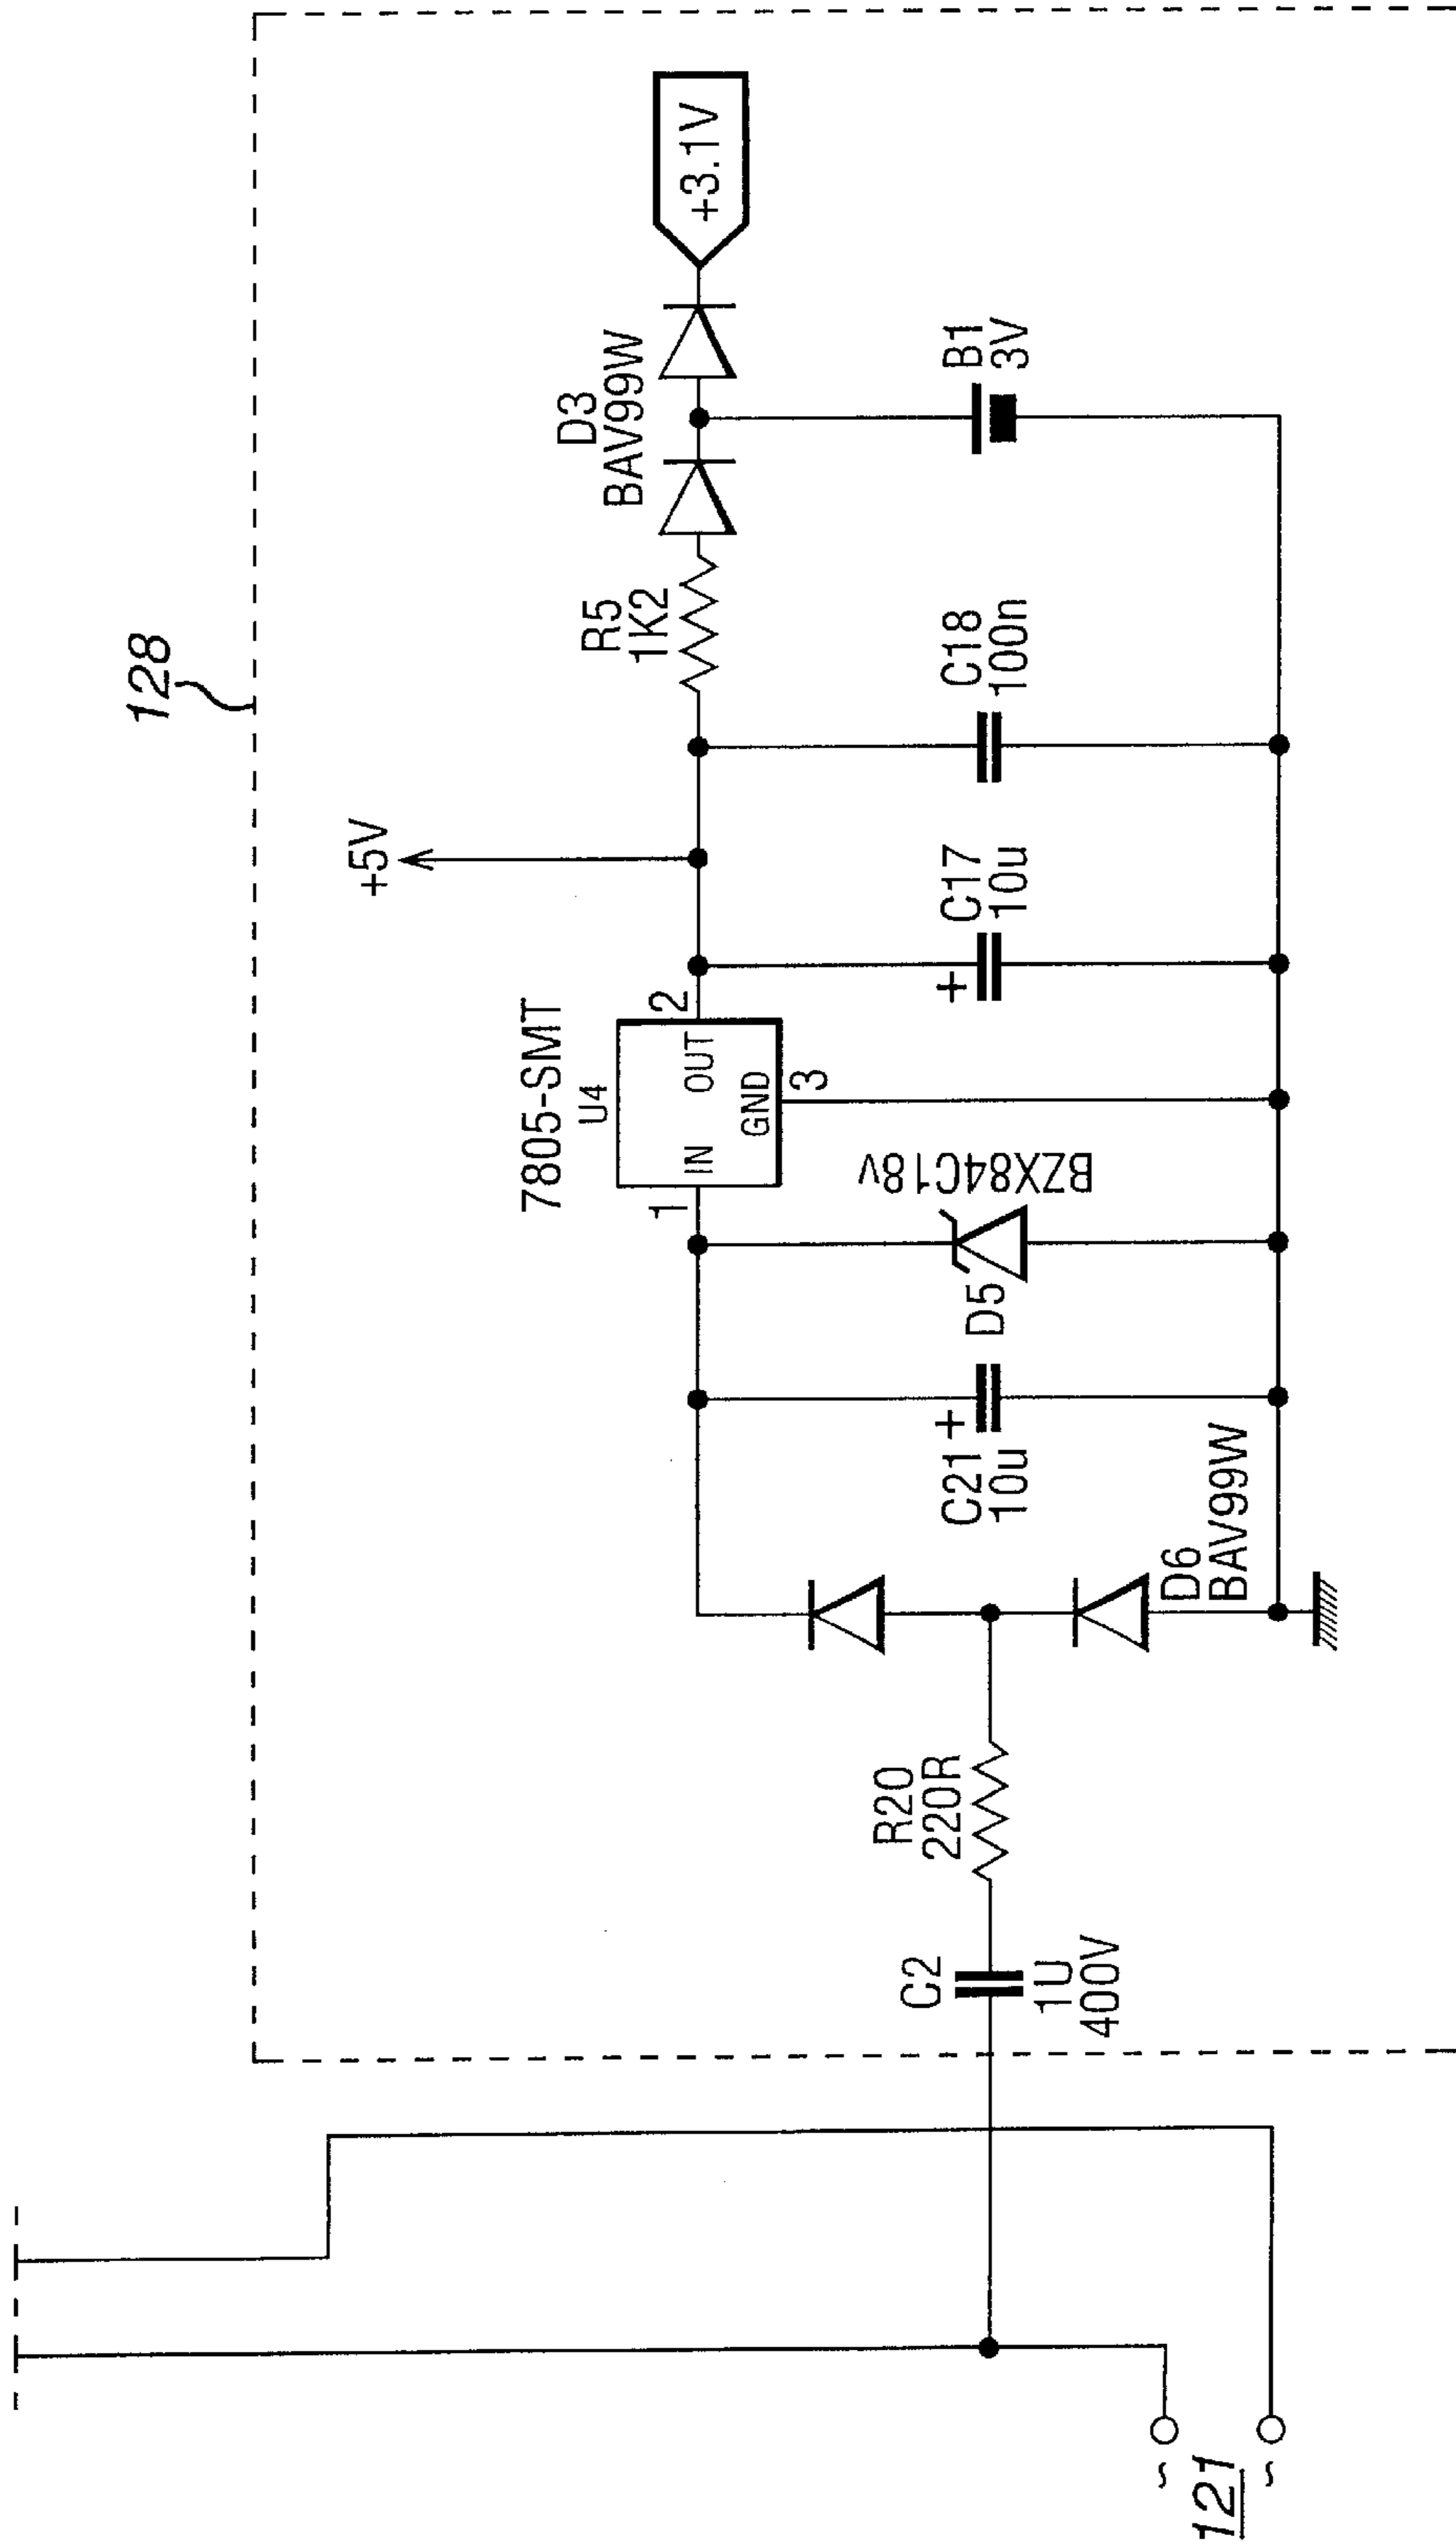 128
+5V
+3.1V
D3
BAV99W
R5
1K2
7805-SMT
U4
1
IN
OUT
2
GND
3
B1
3V
C18
100n
C17
+
10u
BZX84C18v
D5
C21
+
10u
D6
BAV99W
R20
220R
C2
1U
400V
~
121
~